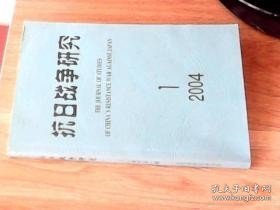 抗日战争研究
THE JOURNAL OF STUDIES
OF CHINA'S RESISTANCE WAR AGAINST JAPAN
1
2004